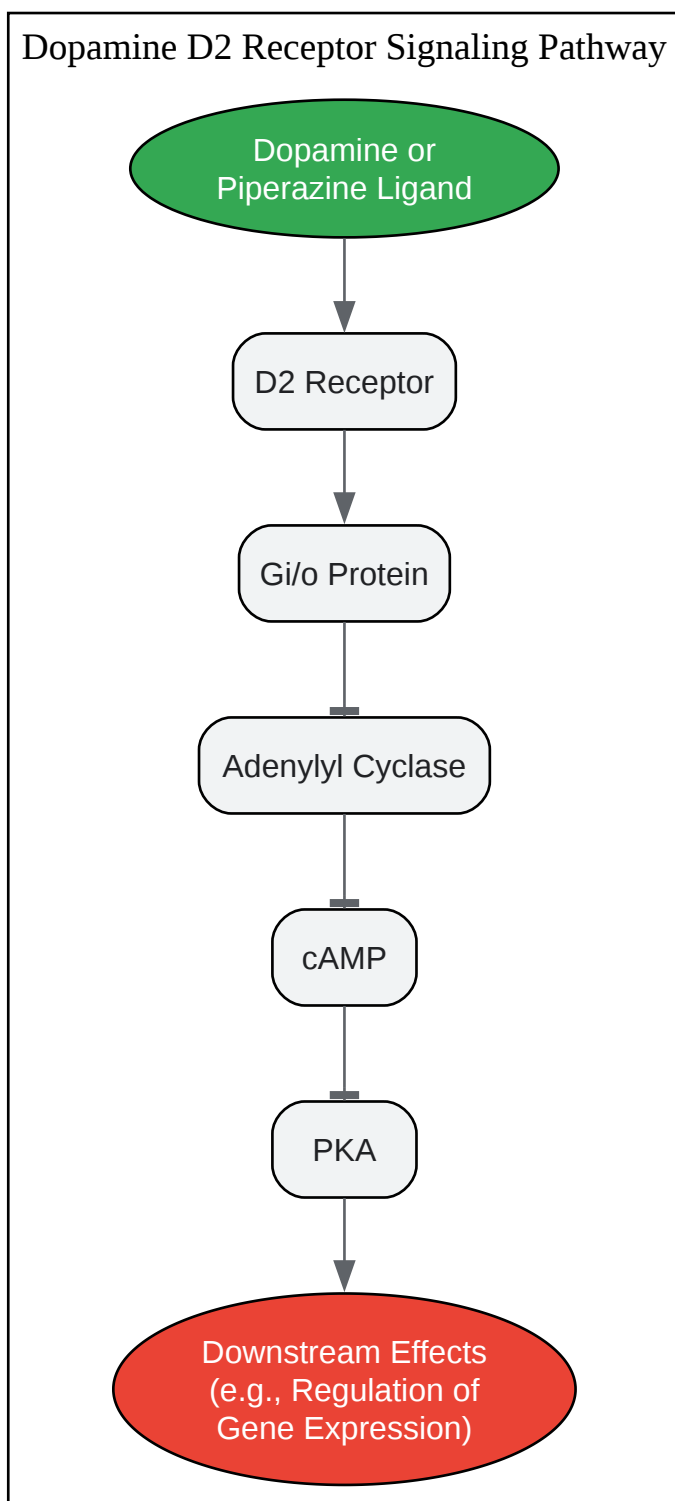 Dopamine D2 Receptor Signaling Pathway
Dopamine or
Piperazine Ligand
D2 Receptor
Gi/o Protein
Adenylyl Cyclase
cAMP
PKA
Downstream Effects
(e.g., Regulation of
Gene Expression)